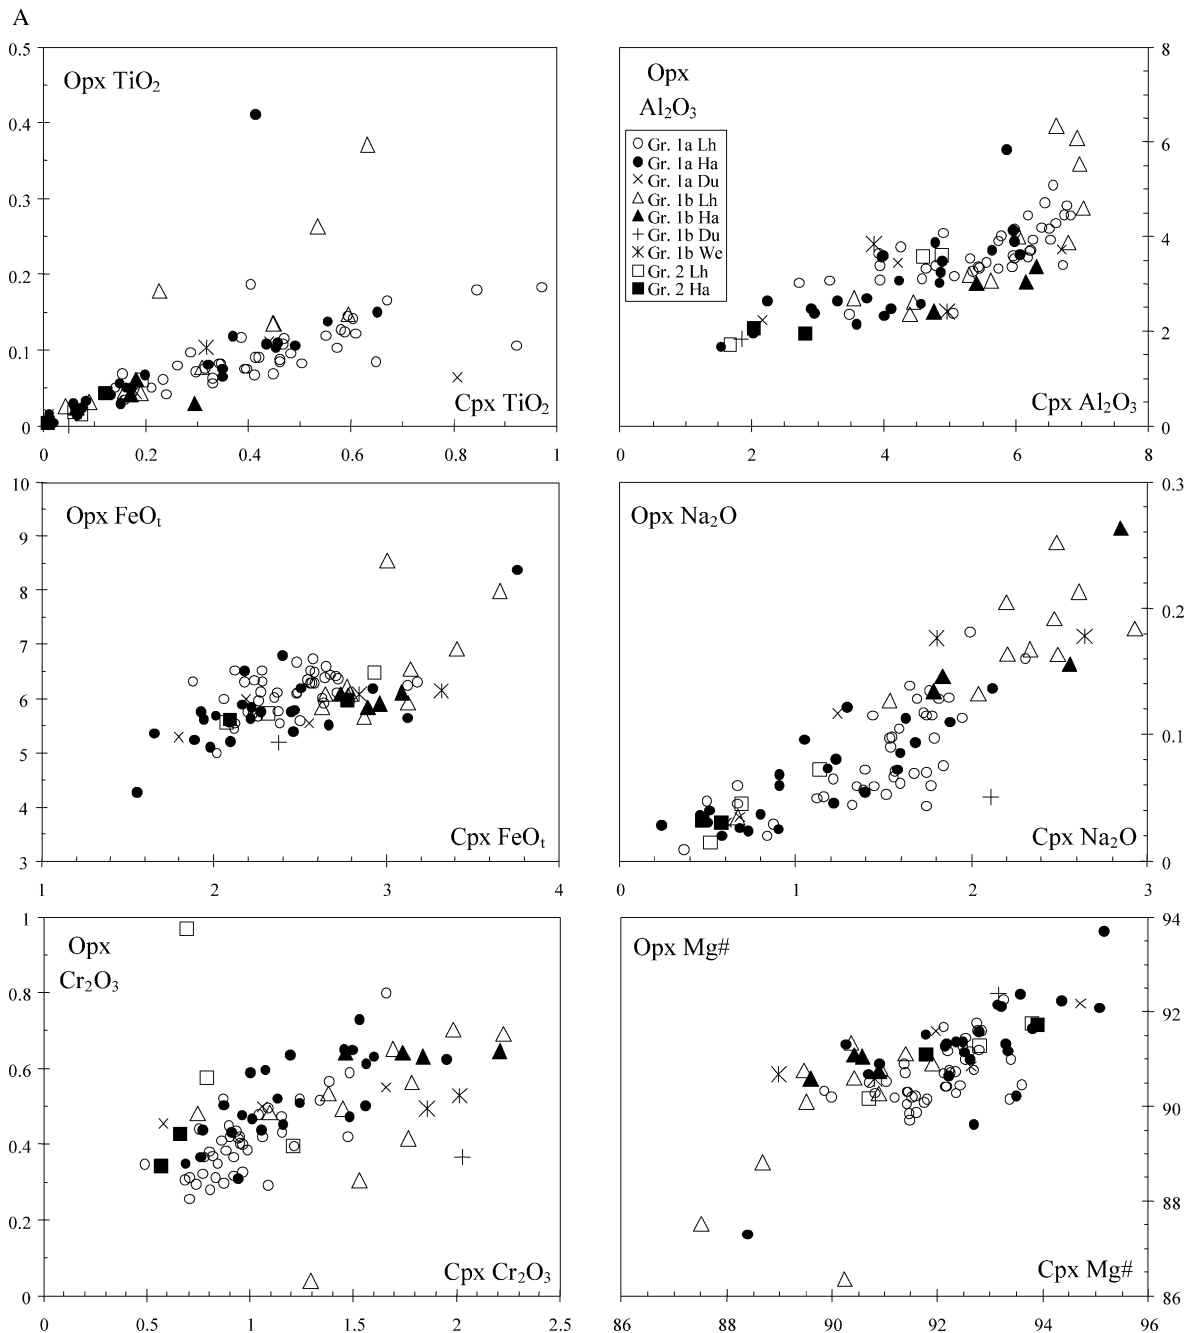 A
0.5
0.4
0.3
0.2
0.1
0
Opx TiO₂
Cpx TiO₂
0.2
0.4
0.6
0.8
1
Opx
Al₂O₃
Gr. 1a Lh
Gr. 1a Ha
Gr. 1a Du
Gr. 1b Lh
Gr. 1b Ha
Gr. 1b Du
Gr. 1b We
Gr. 2 Lh
Gr. 2 Ha
Cpx Al₂O₃
8
6
4
2
0
0
2
4
6
8
10
9
8
7
6
5
4
3
Opx FeOₜ
Cpx FeOₜ
1
2
3
4
Opx Na₂O
Cpx Na₂O
0.3
0.2
0.1
0
0
1
2
3
1
0.8
0.6
0.4
0.2
0
Opx
Cr₂O₃
Cpx Cr₂O₃
0
0.5
1
1.5
2
2.5
Opx Mg#
Cpx Mg#
94
92
90
88
86
86
88
90
92
94
96